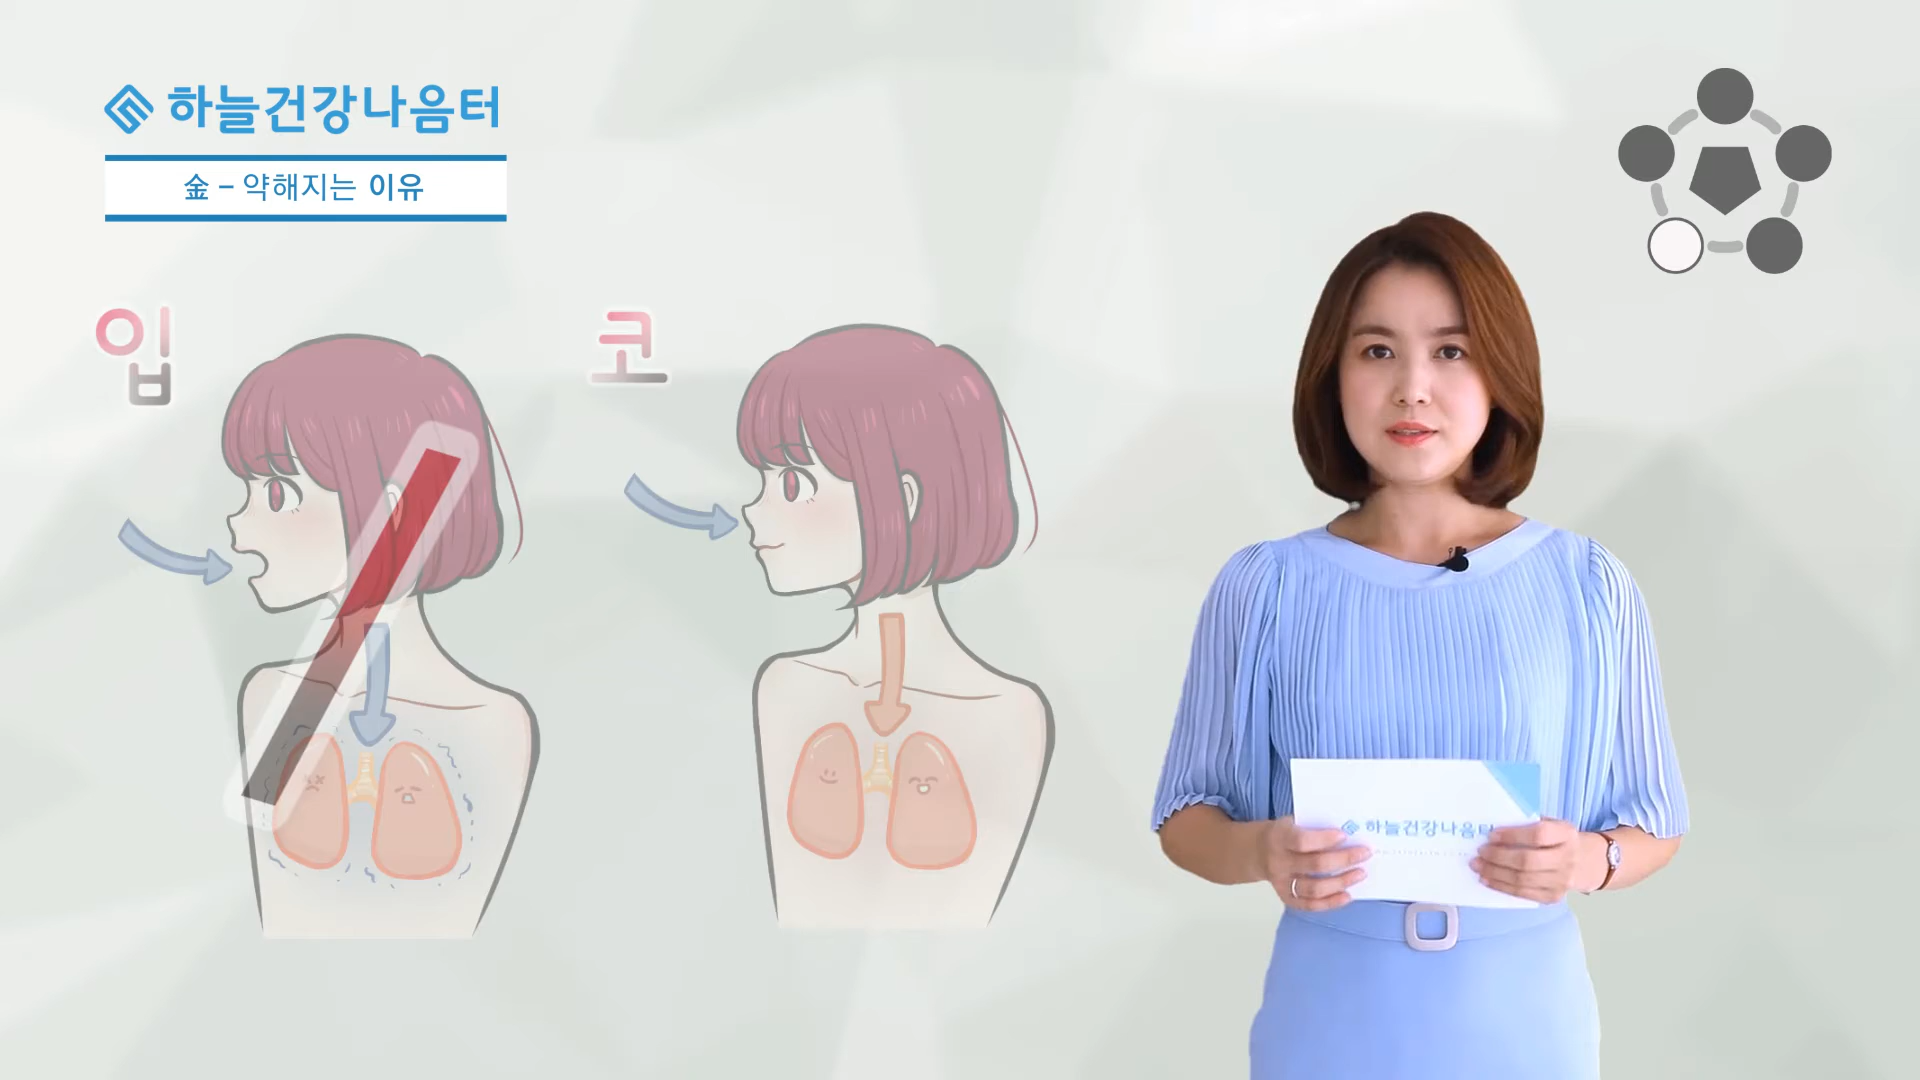 하늘건강나음터
金 – 약해지는 이유
입
코
하늘건강나음터